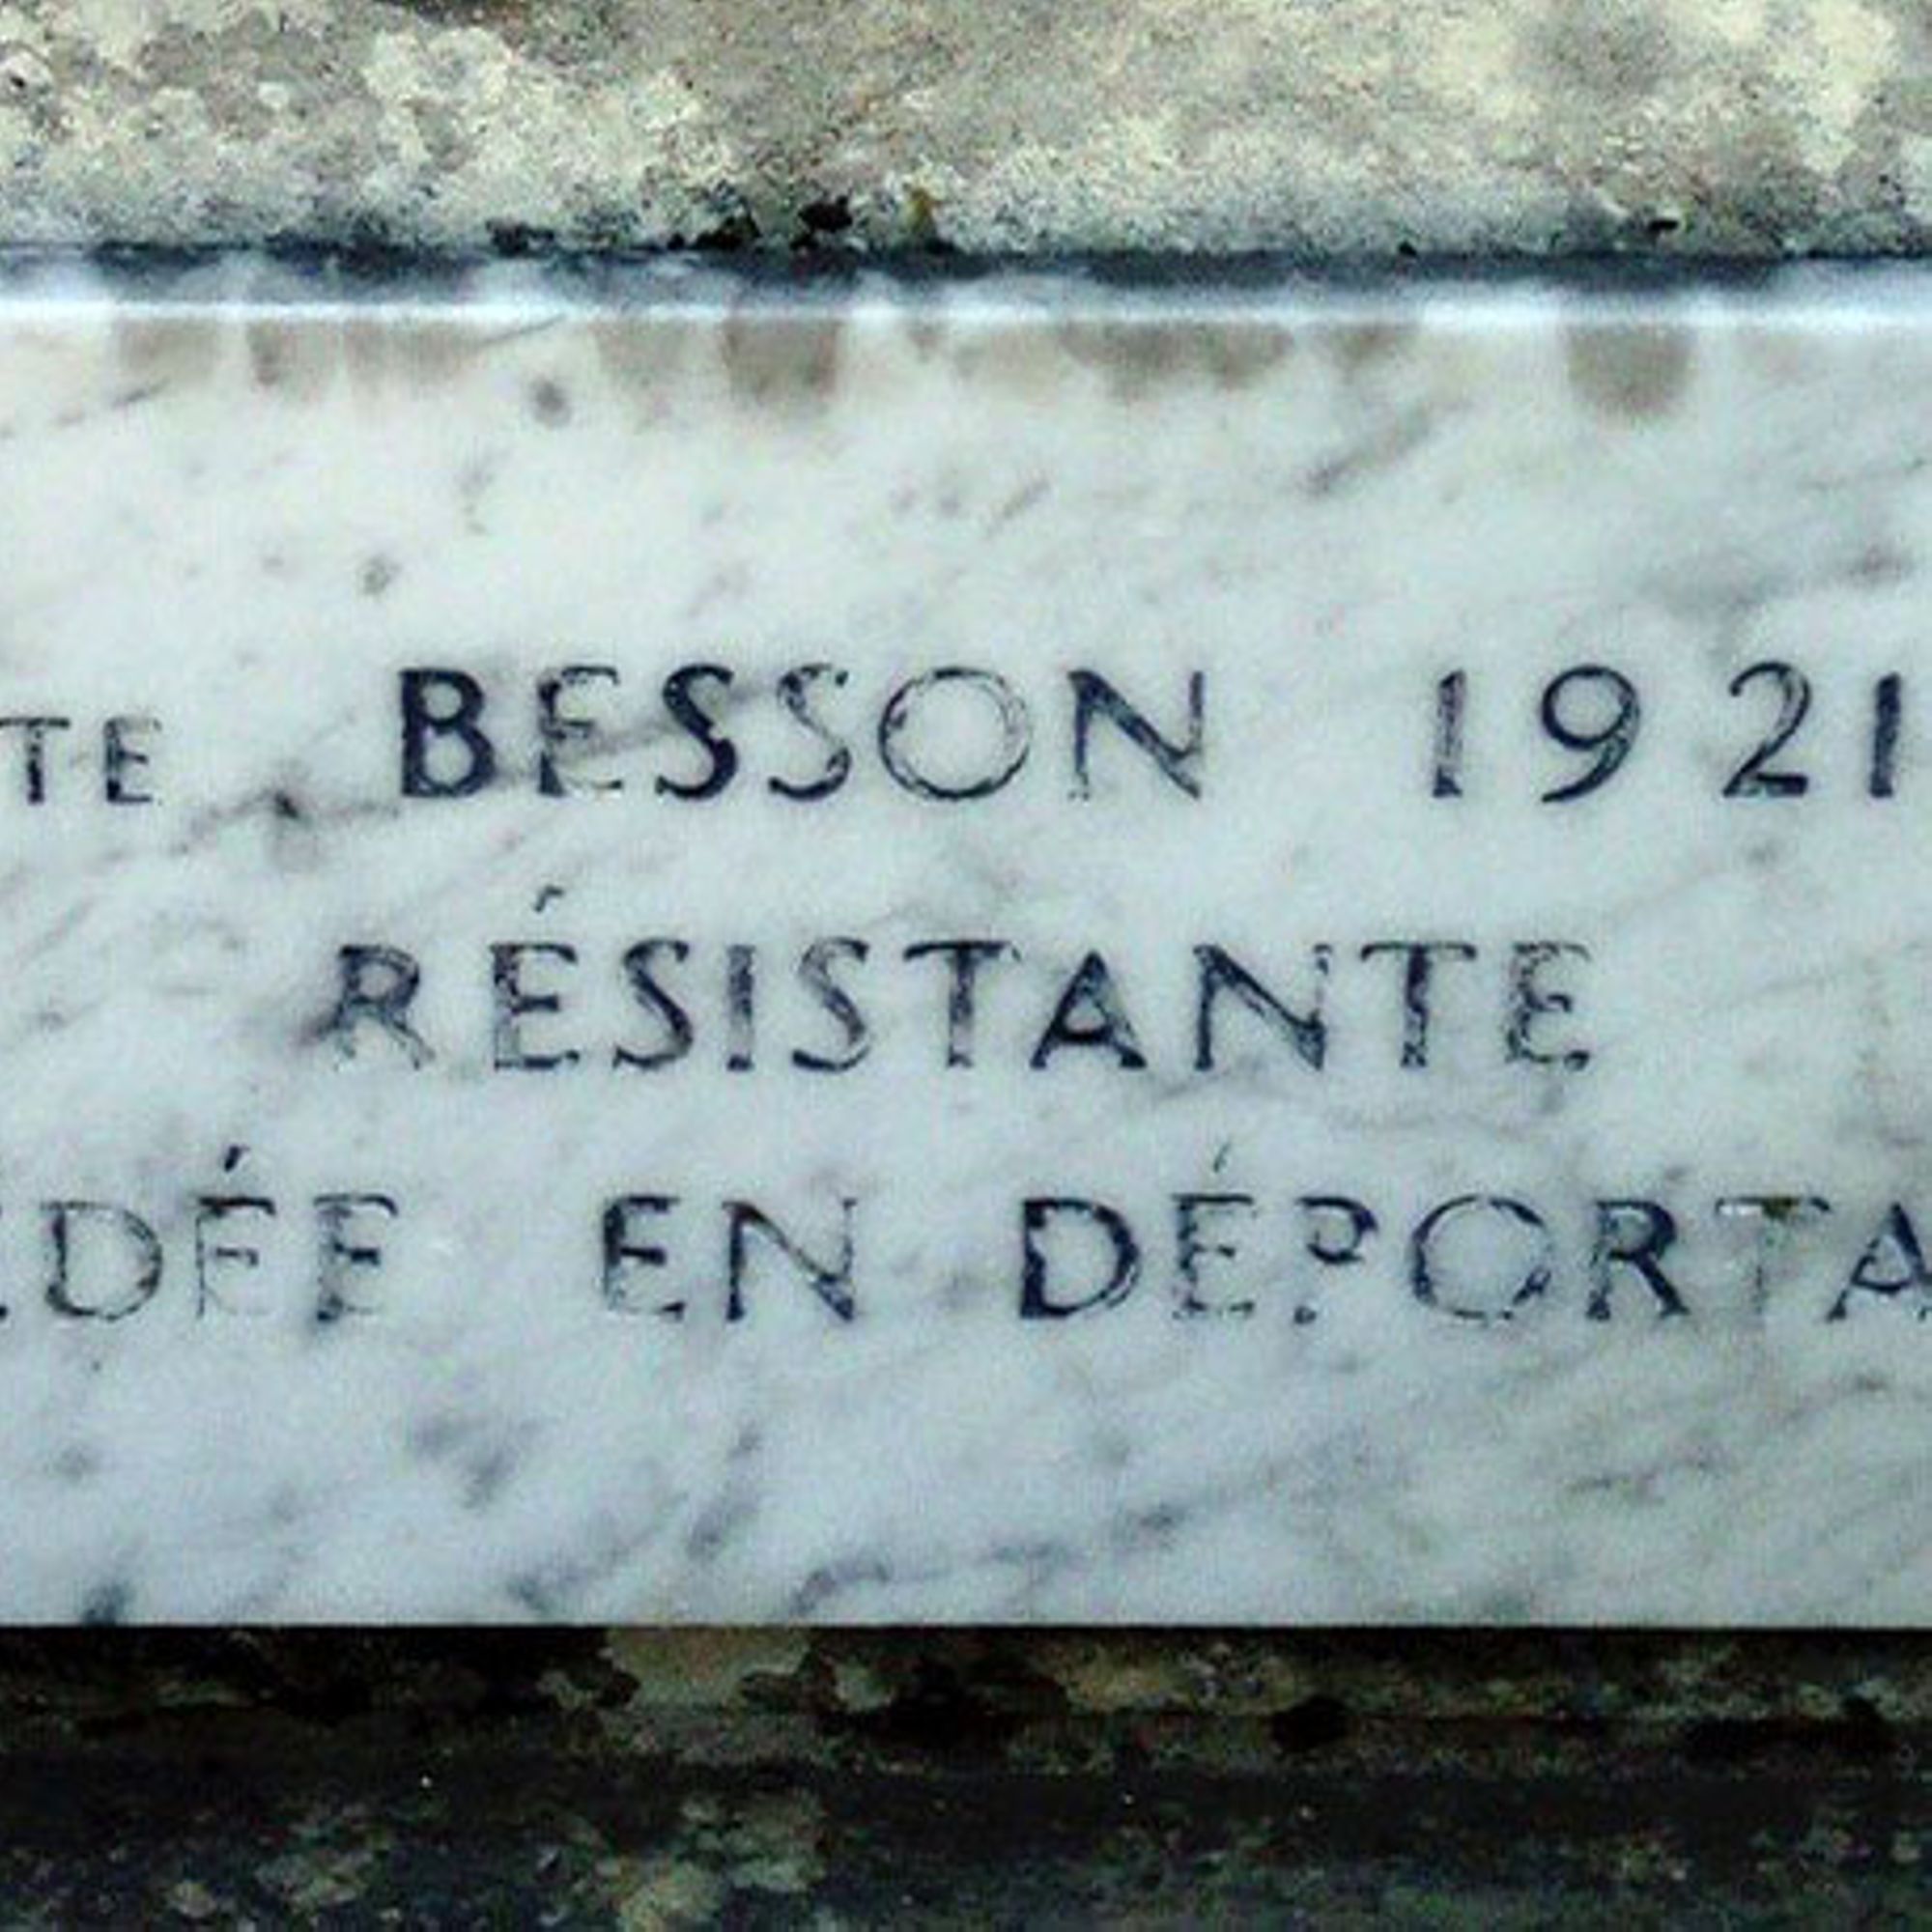 TE BESSON 1921
RÉSISTANTE
DÉE EN DÉPORTA